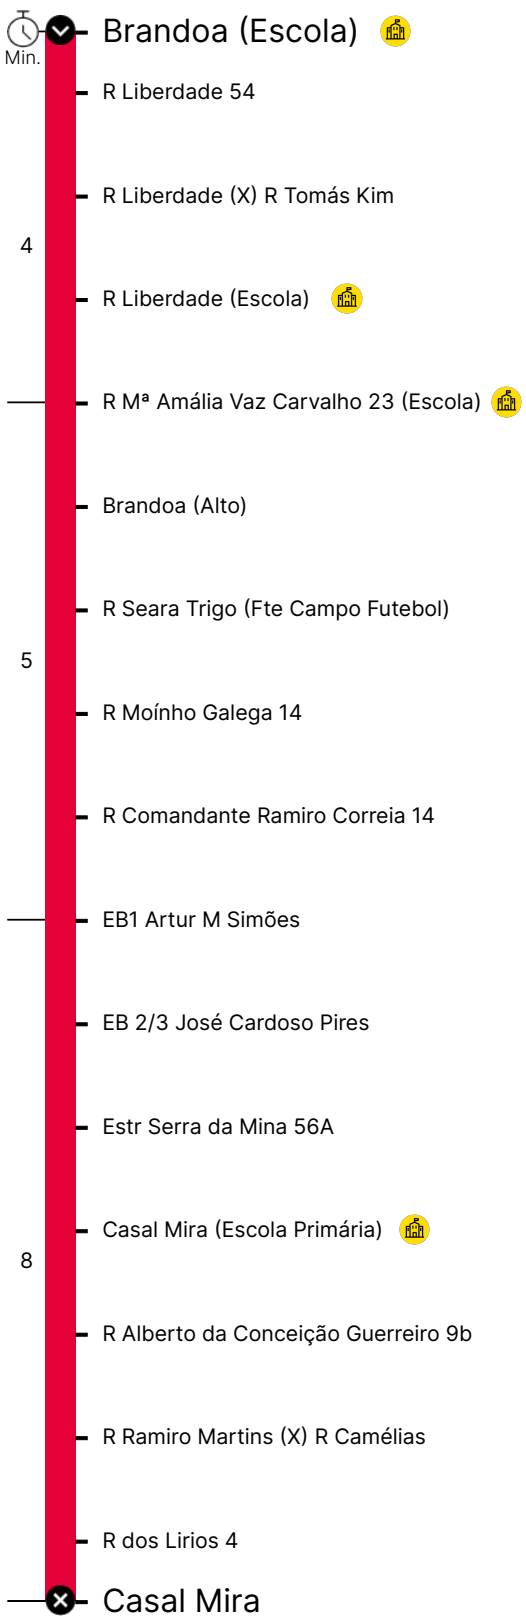 Brandoa (Escola)
Min.
R Liberdade 54
R Liberdade (X) R Tomás Kim
4
R Liberdade (Escola)
R Mª Amália Vaz Carvalho 23 (Escola)
Brandoa (Alto)
R Seara Trigo (Fte Campo Futebol)
5
R Moínho Galega 14
R Comandante Ramiro Correia 14
EB1 Artur M Simões
EB 2/3 José Cardoso Pires
Estr Serra da Mina 56A
Casal Mira (Escola Primária)
8
R Alberto da Conceição Guerreiro 9b
R Ramiro Martins (X) R Camélias
R dos Lirios 4
Casal Mira